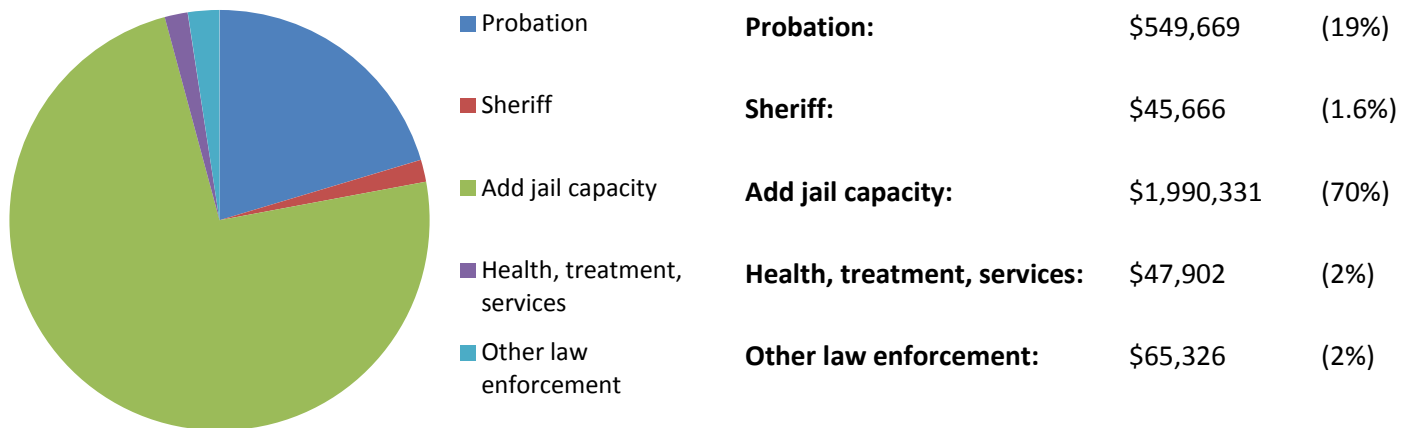 Probation
Probation: $549,669 (19%)
Sheriff
Sheriff: $45,666 (1.6%)
Add jail capacity
Add jail capacity: $1,990,331 (70%)
Health, treatment,
services
Health, treatment, services: $47,902 (2%)
Other law
enforcement
Other law enforcement: $65,326 (2%)